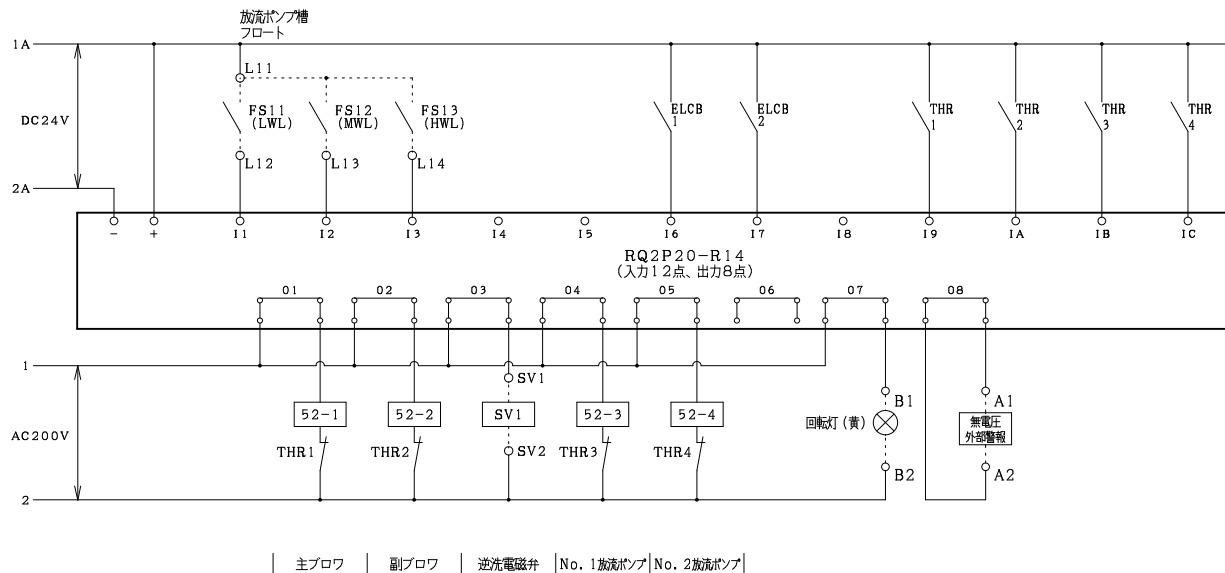 放流ポンプ槽
フロート
1A
L11
FS11
(LWL)
FS12
(MWL)
FS13
(HWL)
ELCB
1
ELCB
2
THR
1
THR
2
THR
3
THR
4
DC24V
L12
L13
L14
2A
-
+
I1
I2
I3
I4
I5
I6
I7
I8
I9
IA
IB
IC
RQ2P20-R14
(入力12点、出力8点)
01
02
03
04
05
06
07
08
1
SV1
B1
A1
AC200V
52-1
52-2
SV1
52-3
52-4
回転灯(黄)
無電圧
外部警報
THR1
THR2
SV2
THR3
THR4
B2
A2
2
主ブロワ
副ブロワ
逆洗電磁弁
No. 1放流ポンプ
No. 2放流ポンプ